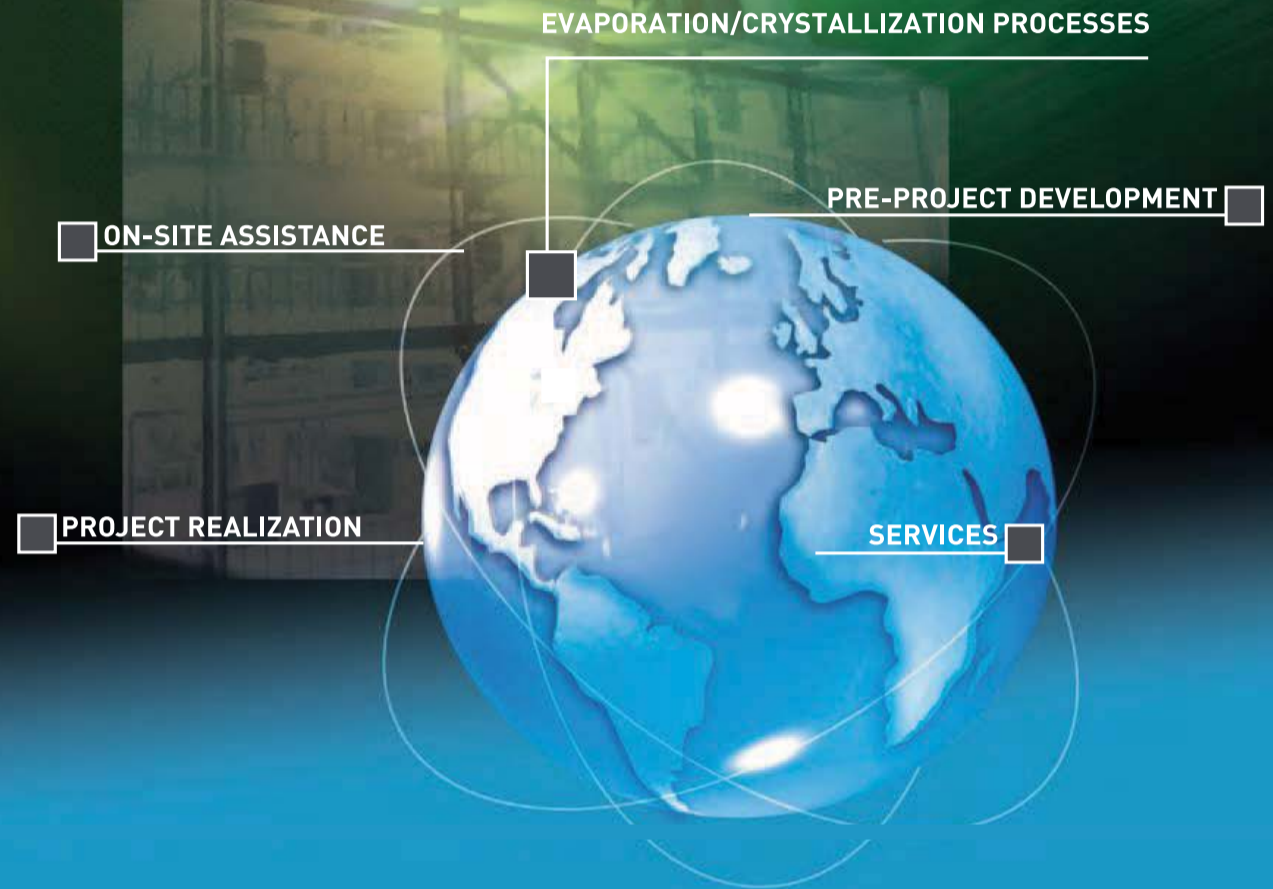 EVAPORATION/CRYSTALLIZATION PROCESSES
PRE-PROJECT DEVELOPMENT
ON-SITE ASSISTANCE
PROJECT REALIZATION
SERVICES